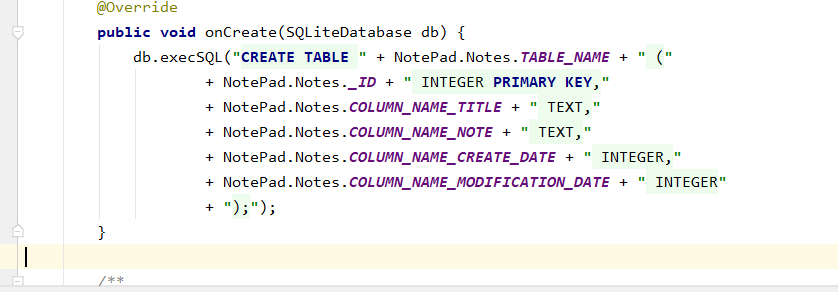 @Override
public void onCreate(SQLiteDatabase db) {
db.execSQL("CREATE TABLE " + NotePad.Notes.TABLE_NAME + " ("
+ NotePad.Notes._ID + " INTEGER PRIMARY KEY,"
+ NotePad.Notes.COLUMN_NAME_TITLE + " TEXT,"
+ NotePad.Notes.COLUMN_NAME_NOTE + " TEXT,"
+ NotePad.Notes.COLUMN_NAME_CREATE_DATE + " INTEGER,"
+ NotePad.Notes.COLUMN_NAME_MODIFICATION_DATE + " INTEGER"
+ ");");
}
/**